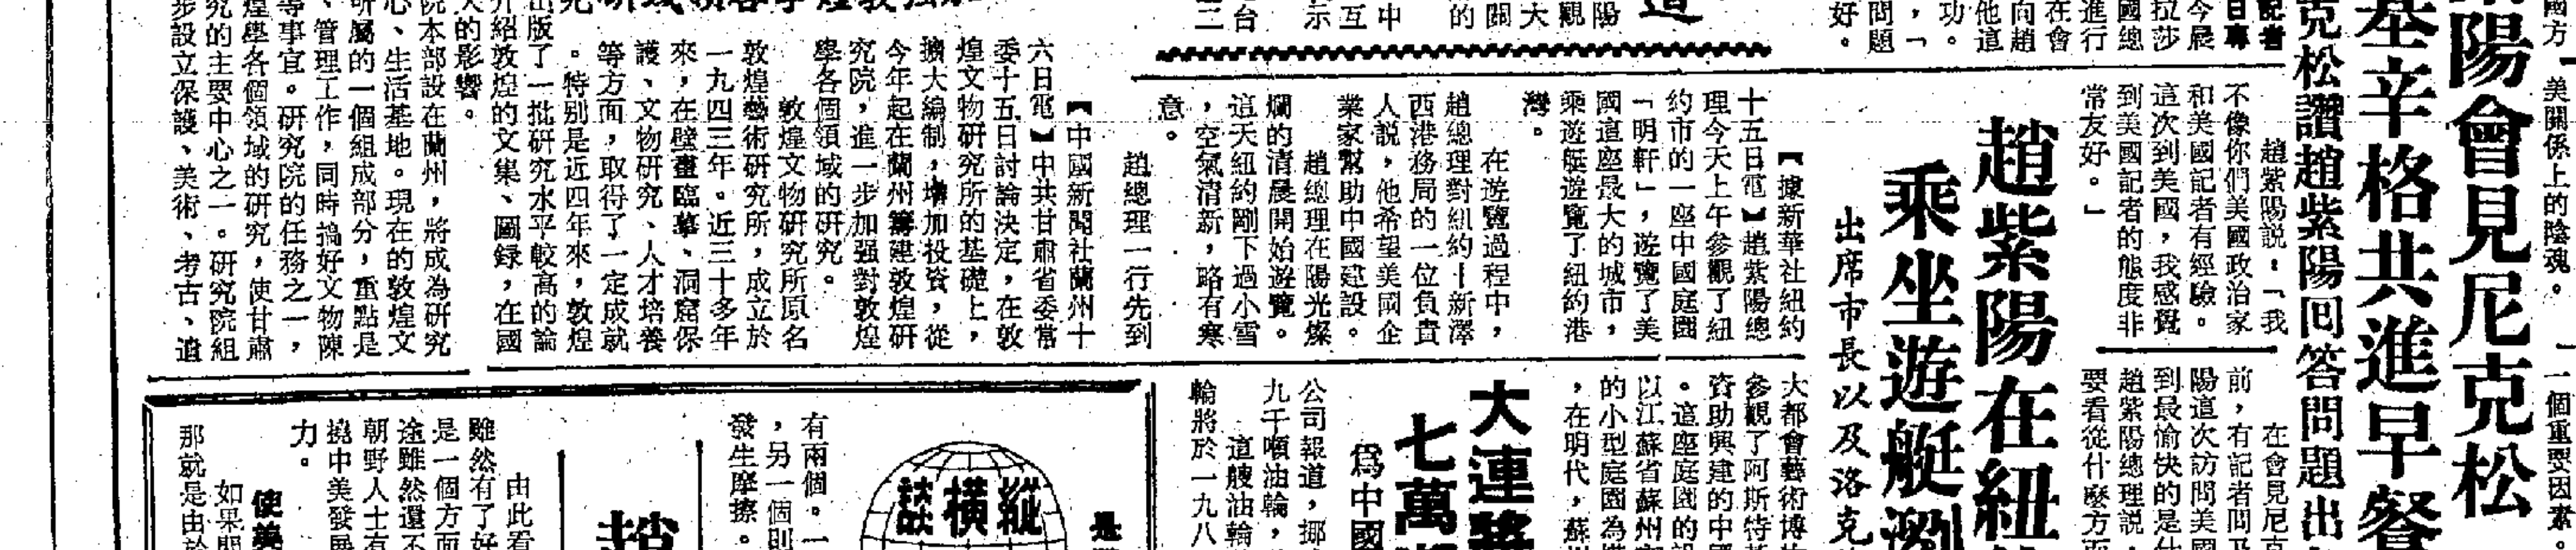 國方「美關係上的陰魂。
一個重要因素。
陽會見尼克松
基辛格共進早餐
克松讚趙紫陽回答問題出
記者
日專
今晨
拉莎
國總
進行
在會
向趙
他這
功。
問題
好。
趙紫陽説：「我
不像你們美國政治家
和美國記者有經驗。
這次到美國，我感覺
到美國記者的態度非
常友好。」
在會見尼克
前，有記者問及
陽這次訪問美國
到最愉快的是什
趙紫陽總理説，
要看從什麼方面
趙紫陽在紐
乘坐遊艇瀏
出席市長以及洛克
【據新華社紐約
十五日電】趙紫陽總
理今天上午參觀了紐
約市的一座中國庭園
「明軒」，遊覽了美
國這座最大的城市，
乘遊艇遊覽了紐約港
灣。
在遊覽過程中，
趙總理對紐約—新澤
西港務局的一位負責
人説，他希望美國企
業家幫助中國建設。
趙總理在陽光燦
爛的清晨開始遊覽。
這天紐約剛下過小雪
，空氣清新，略有寒
意。
趙總理一行先到
大都會藝術博物
參觀了阿斯特基
資助興建的中國
。這座庭園的設
以江蘇省蘇州市
的小型庭園為
，在明代，蘇州
【中國新聞社蘭州十
六日電】中共甘肅省委常
委十五日討論決定，在敦
煌文物研究所的基礎上，
擴大編制，增加投資，從
今年起在蘭州籌建敦煌研
究院，進一步加强對敦煌
學各個領域的研究。
敦煌文物研究所原名
敦煌藝術研究所，成立於
一九四三年。近三十多年
來，在壁畫臨摹、洞窟保
護、文物研究、人才培養
等方面，取得了一定成就
。特别是近四年來，敦煌
出版了一批研究水平較高的論
介紹敦煌的文集、圖録，在國
大的影響。
院本部設在蘭州，將成為研究
心、生活基地。現在的敦煌文
所屬的一個組成部分，重點是
、管理工作，同時搞好文物陳
等事宜。研究院的任務之一，
煌學各個領域的研究，使甘肅
究的主要中心之一。研究院組
步設立保護、美術、考古、遺
大連將
七萬
爲中國
公司報道，挪
九千噸油輪，
這艘油輪
輪將於一九八
縱橫談
是
趙
有兩個。一
，另一個則
發生摩擦。
由此看
雖然有了好
是一個方面
途雖然還不
朝野人士有
撓中美發展
力。
使美
如果問
那就是由於